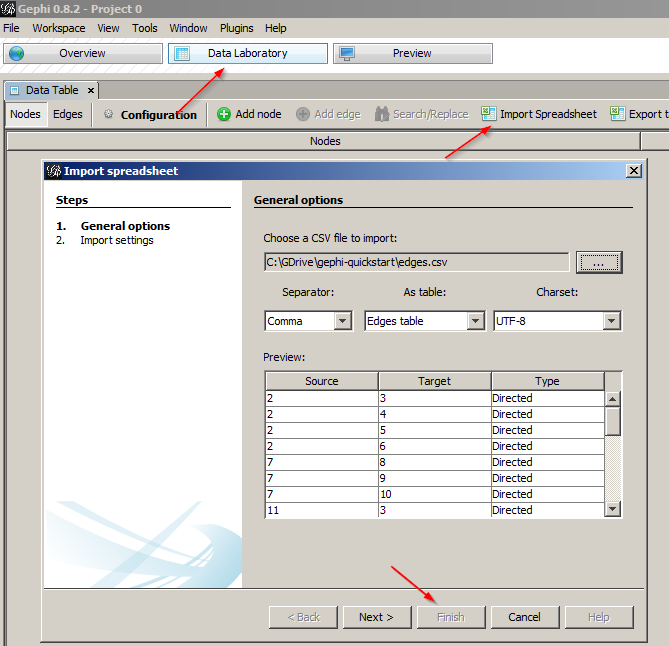 Gephi 0.8.2 - Project 0
File Workspace View Tools Window Plugins Help
Overview Data Laboratory Preview
Data Table x
Nodes Edges Configuration Add node Add edge Search/Replace Import Spreadsheet Export t
Nodes
Import spreadsheet
Steps
1. General options
2. Import settings
General options
Choose a CSV file to import:
C:\GDrive\gephi-quickstart\edges.csv ...
Separator: As table: Charset:
Comma Edges table UTF-8
Preview:
Source Target Type
2 3 Directed
2 4 Directed
2 5 Directed
2 6 Directed
7 8 Directed
7 9 Directed
7 10 Directed
11 3 Directed
< Back Next > Finish Cancel Help